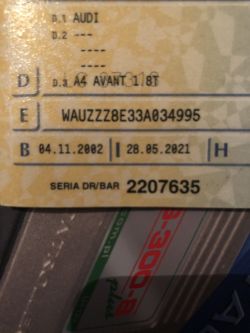 D.1 AUDI
D.2 ---
----
----
D D.3 A4 AVANT 1.8T
E WAUZZZ8E33A034995
B 04.11.2002 I 28.05.2021 H
SERIA DR/BAR 2207635
plus